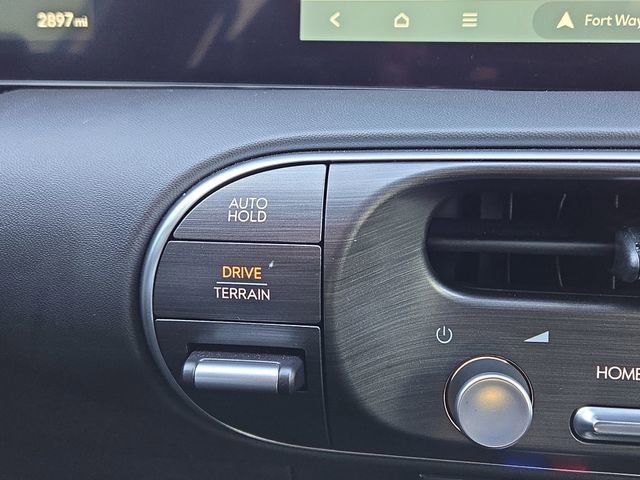 2897mi
Fort Way
AUTO
HOLD
DRIVE
TERRAIN
HOME